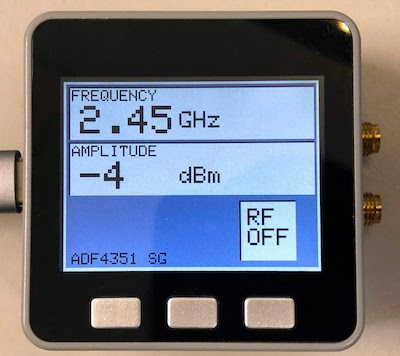 FREQUENCY
2.45 GHz
AMPLITUDE
-4 dBm
RF
OFF
ADF4351 SG